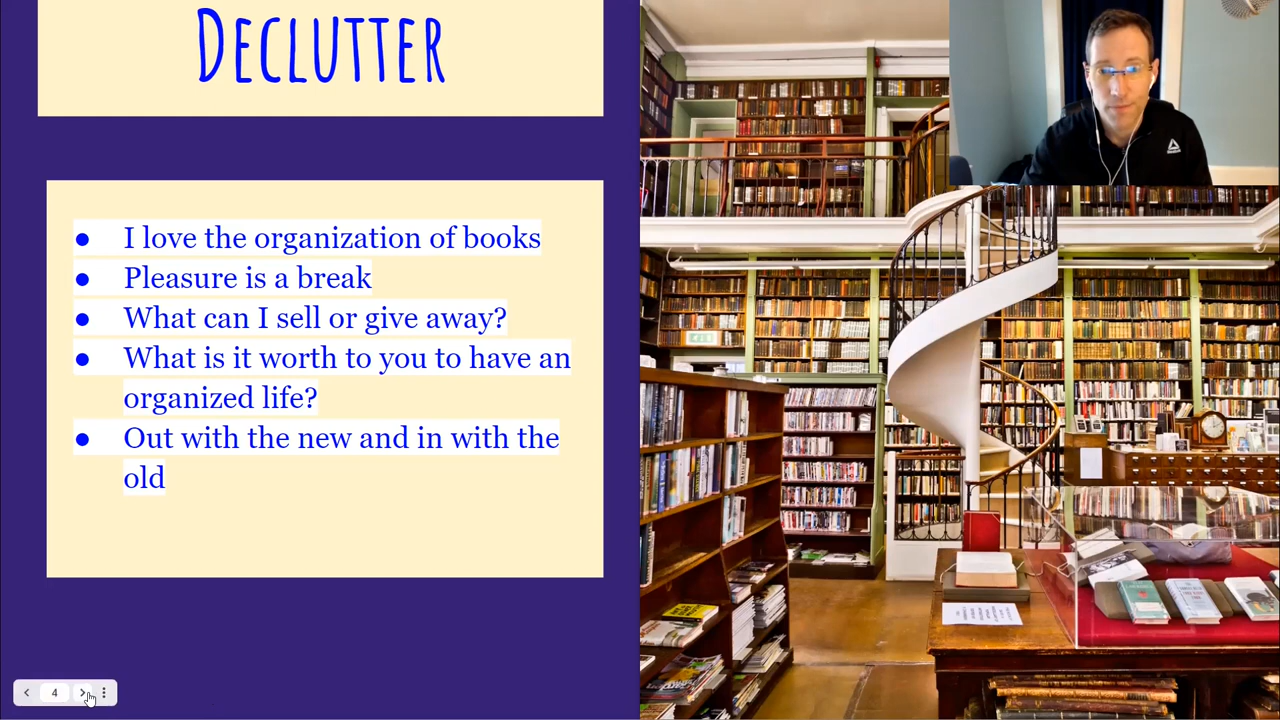 DECLUTTER
● I love the organization of books
● Pleasure is a break
● What can I sell or give away?
● What is it worth to you to have an
organized life?
● Out with the new and in with the
old
4